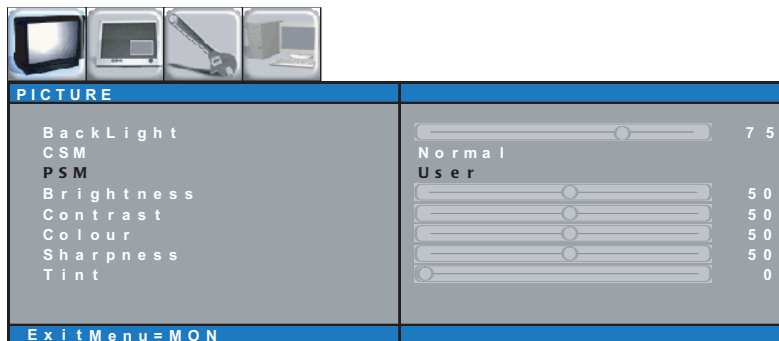 PICTURE
BackLight 75
CSM Normal
PSM User
Brightness 50
Contrast 50
Colour 50
Sharpness 50
Tint 0
ExitMenu=MON